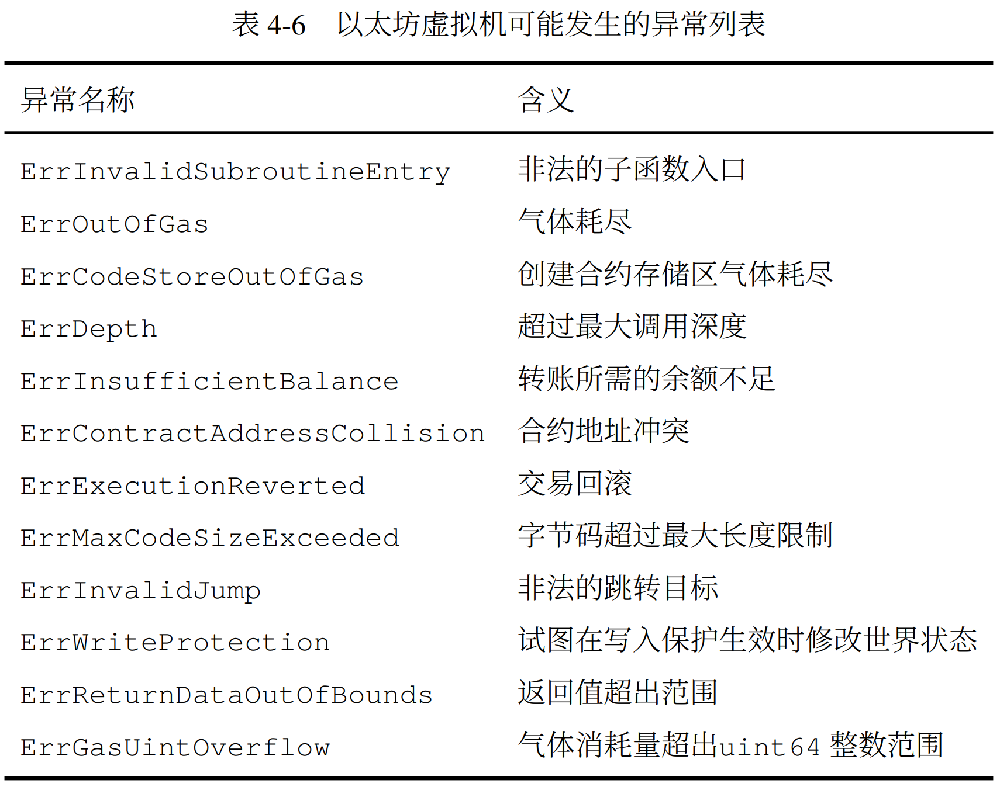 表 4-6 以太坊虚拟机可能发生的异常列表
异常名称 含义
ErrInvalidSubroutineEntry 非法的子函数入口
ErrOutOfGas 气体耗尽
ErrCodeStoreOutOfGas 创建合约存储区气体耗尽
ErrDepth 超过最大调用深度
ErrInsufficientBalance 转账所需的余额不足
ErrContractAddressCollision 合约地址冲突
ErrExecutionReverted 交易回滚
ErrMaxCodeSizeExceeded 字节码超过最大长度限制
ErrInvalidJump 非法的跳转目标
ErrWriteProtection 试图在写入保护生效时修改世界状态
ErrReturnDataOutOfBounds 返回值超出范围
ErrGasUintOverflow 气体消耗量超出uint64 整数范围